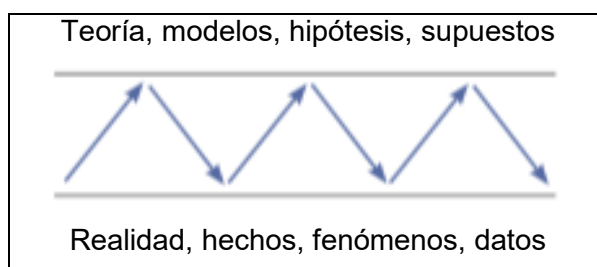 Teoría, modelos, hipótesis, supuestos
Realidad, hechos, fenómenos, datos